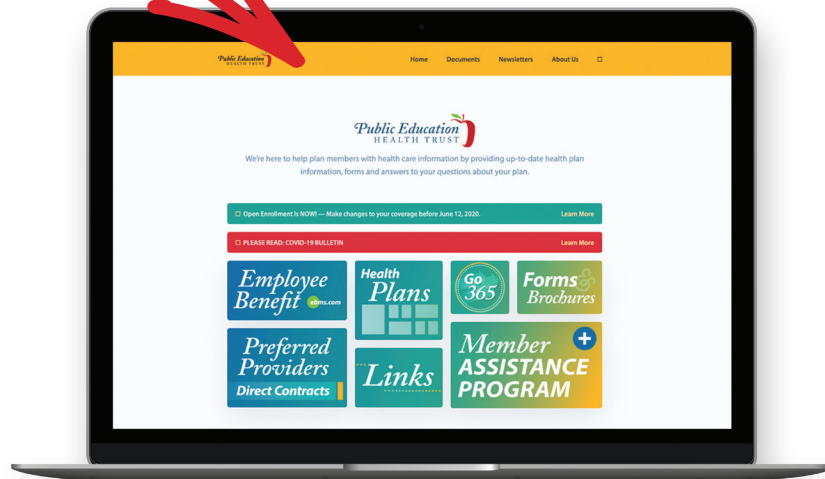 Public Education
HEALTH TRUST
Home Documents Newsletters About Us
Public Education
HEALTH TRUST
We're here to help plan members with health care information by providing up-to-date health plan
information, forms and answers to your questions about your plan.
Open Enrollment Is NOW! — Make changes to your coverage before June 12, 2020. Learn More
PLEASE READ: COVID-19 BULLETIN Learn More
Employee
Benefit ebms.com
Health
Plans
Go
365
Forms &
Brochures
Preferred
Providers
Direct Contracts
Links
Member
ASSISTANCE
PROGRAM